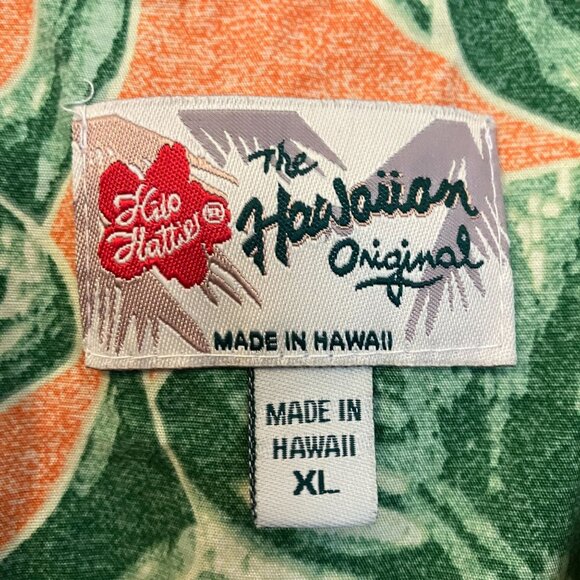 Hilo
Hattie®
The
Hawaiian
Original
MADE IN HAWAII
MADE IN
HAWAII
XL